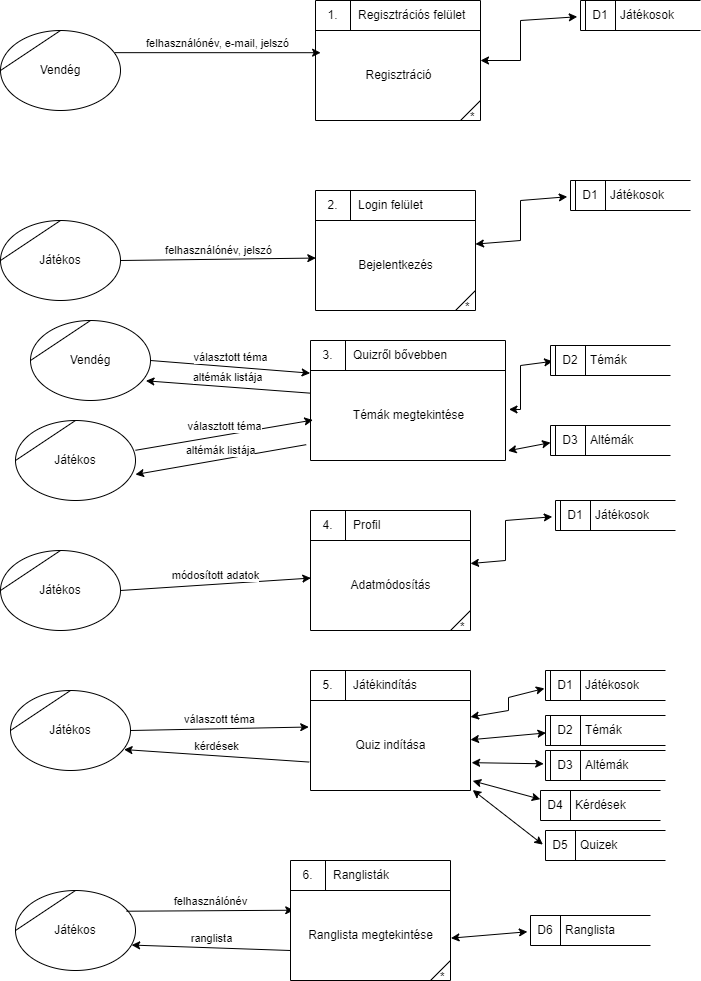 1. Regisztrációs felület
D1 Játékosok
felhasználónév, e-mail, jelszó
Vendég
Regisztráció
*
2. Login felület
D1 Játékosok
felhasználónév, jelszó
Játékos
Bejelentkezés
*
3. Quizről bővebben
Vendég
választott téma
D2 Témák
altémák listája
Témák megtekintése
választott téma
D3 Altémák
altémák listája
Játékos
4. Profil
D1 Játékosok
módosított adatok
Játékos
Adatmódosítás
*
5. Játékindítás
D1 Játékosok
válaszott téma
Játékos
D2 Témák
kérdések
Quiz indítása
D3 Altémák
D4 Kérdések
D5 Quizek
6. Ranglisták
felhasználónév
Játékos
ranglista
Ranglista megtekintése
D6 Ranglista
*